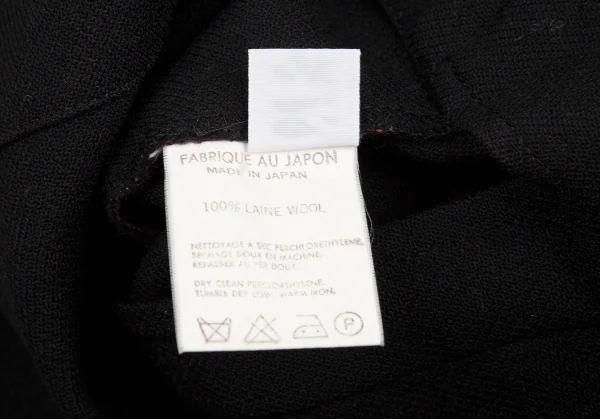 FABRIQUE AU JAPON
MADE IN JAPAN
100% LAINE WOOL
NETTOYAGE A SEC PERCHLORETHYLENE,
SECHAGE DOUX EN MACHINE.
REPASSER AU FER DOUX.
DRY CLEAN PERCLORTHYLENE,
TUMBLE DRY LOW, WARM IRON.
P